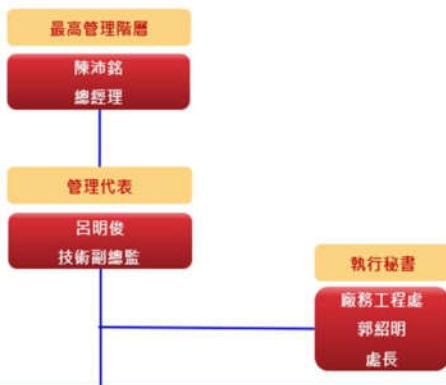 最高管理階層
陳沛銘
總經理
管理代表
呂明俊
技術副總監
執行秘書
廠務工程處
郭紹明
處長